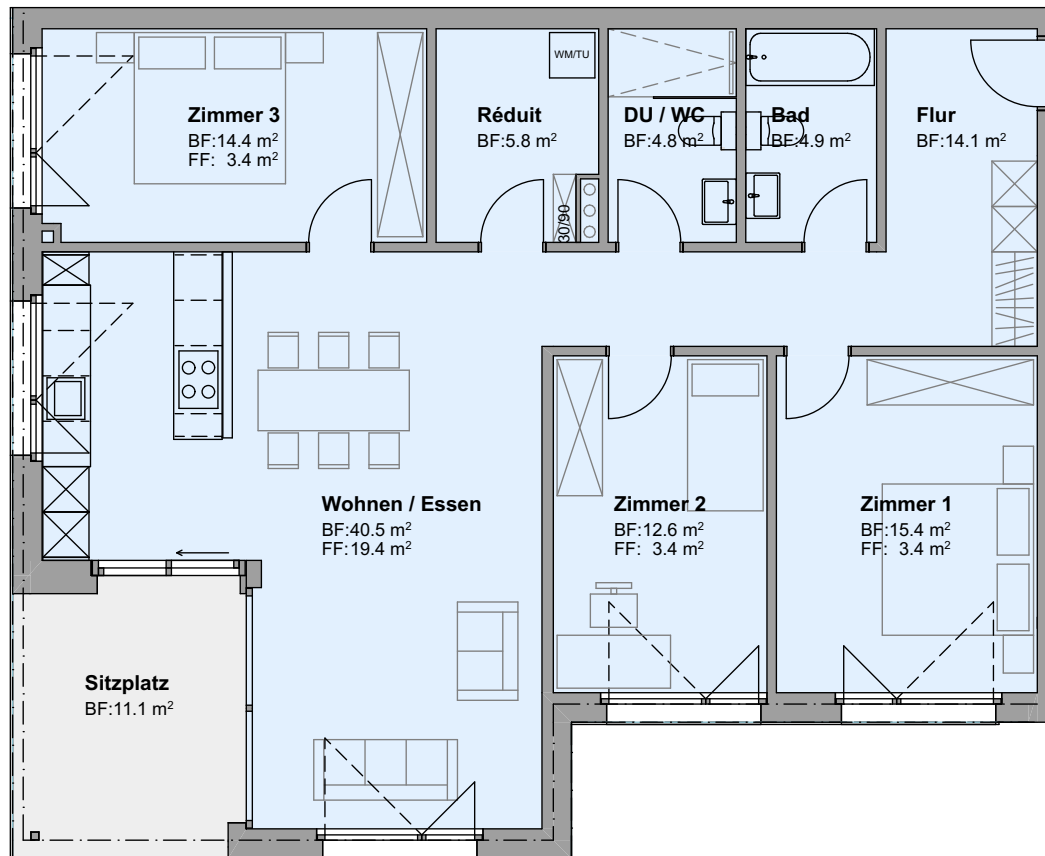 WM/TU
Zimmer 3
BF:14.4 m²
FF: 3.4 m²
Réduit
BF:5.8 m²
DU / WC
BF:4.8 m²
Bad
BF:4.9 m²
Flur
BF:14.1 m²
30/90
Wohnen / Essen
BF:40.5 m²
FF:19.4 m²
Zimmer 2
BF:12.6 m²
FF: 3.4 m²
Zimmer 1
BF:15.4 m²
FF: 3.4 m²
Sitzplatz
BF:11.1 m²